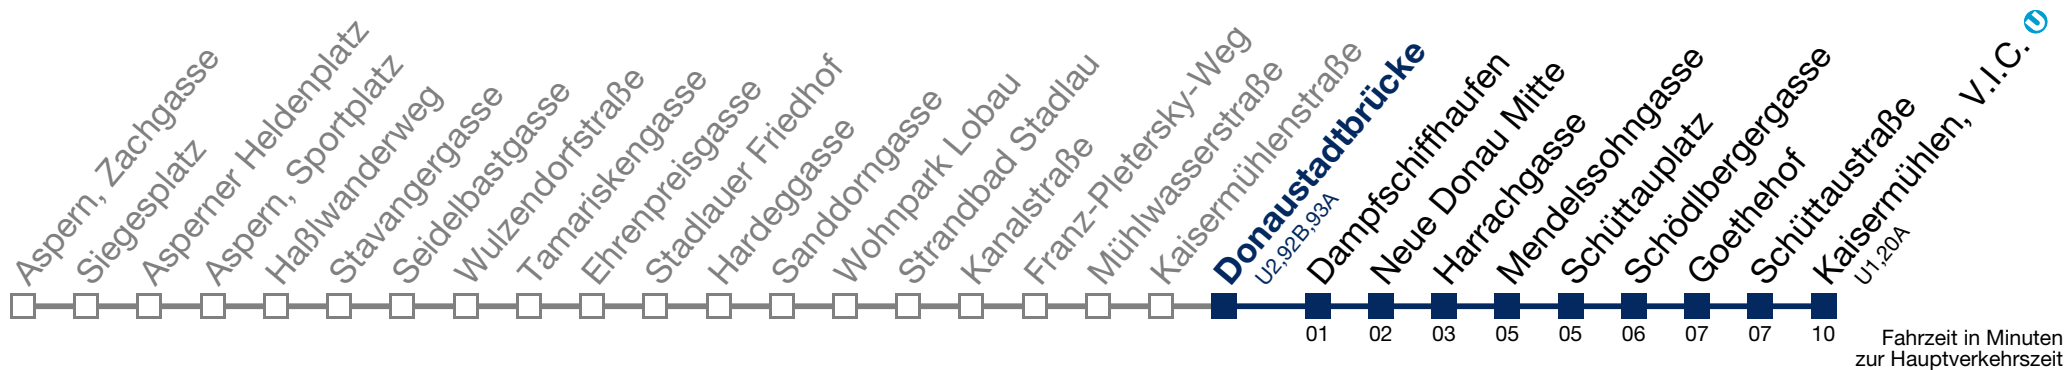 Aspern, Zachgasse
Siegesplatz
Asperner Heldenplatz
Aspern, Sportplatz
Haßlwanderweg
Stavangergasse
Seidelbastgasse
Wulzendorfstraße
Tamariskengasse
Ehrenpreisgasse
Stadlauer Friedhof
Hardeggasse
Sanddorngasse
Wohnpark Lobau
Strandbad Stadlau
Kanalstraße
Franz-Pletersky-Weg
Mühlwasserstraße
Kaisermühlenstraße
Donaustadtbrücke
U2,92B,93A
Dampfschiffhaufen
Neue Donau Mitte
Harrachgasse
Mendelssohngasse
Schüttauplatz
Schödlbergergasse
Goethehof
Schüttaustraße
Kaisermühlen, V.I.C. U
U1,20A
01 02 03 05 05 06 07 07 10
Fahrzeit in Minuten
zur Hauptverkehrszeit